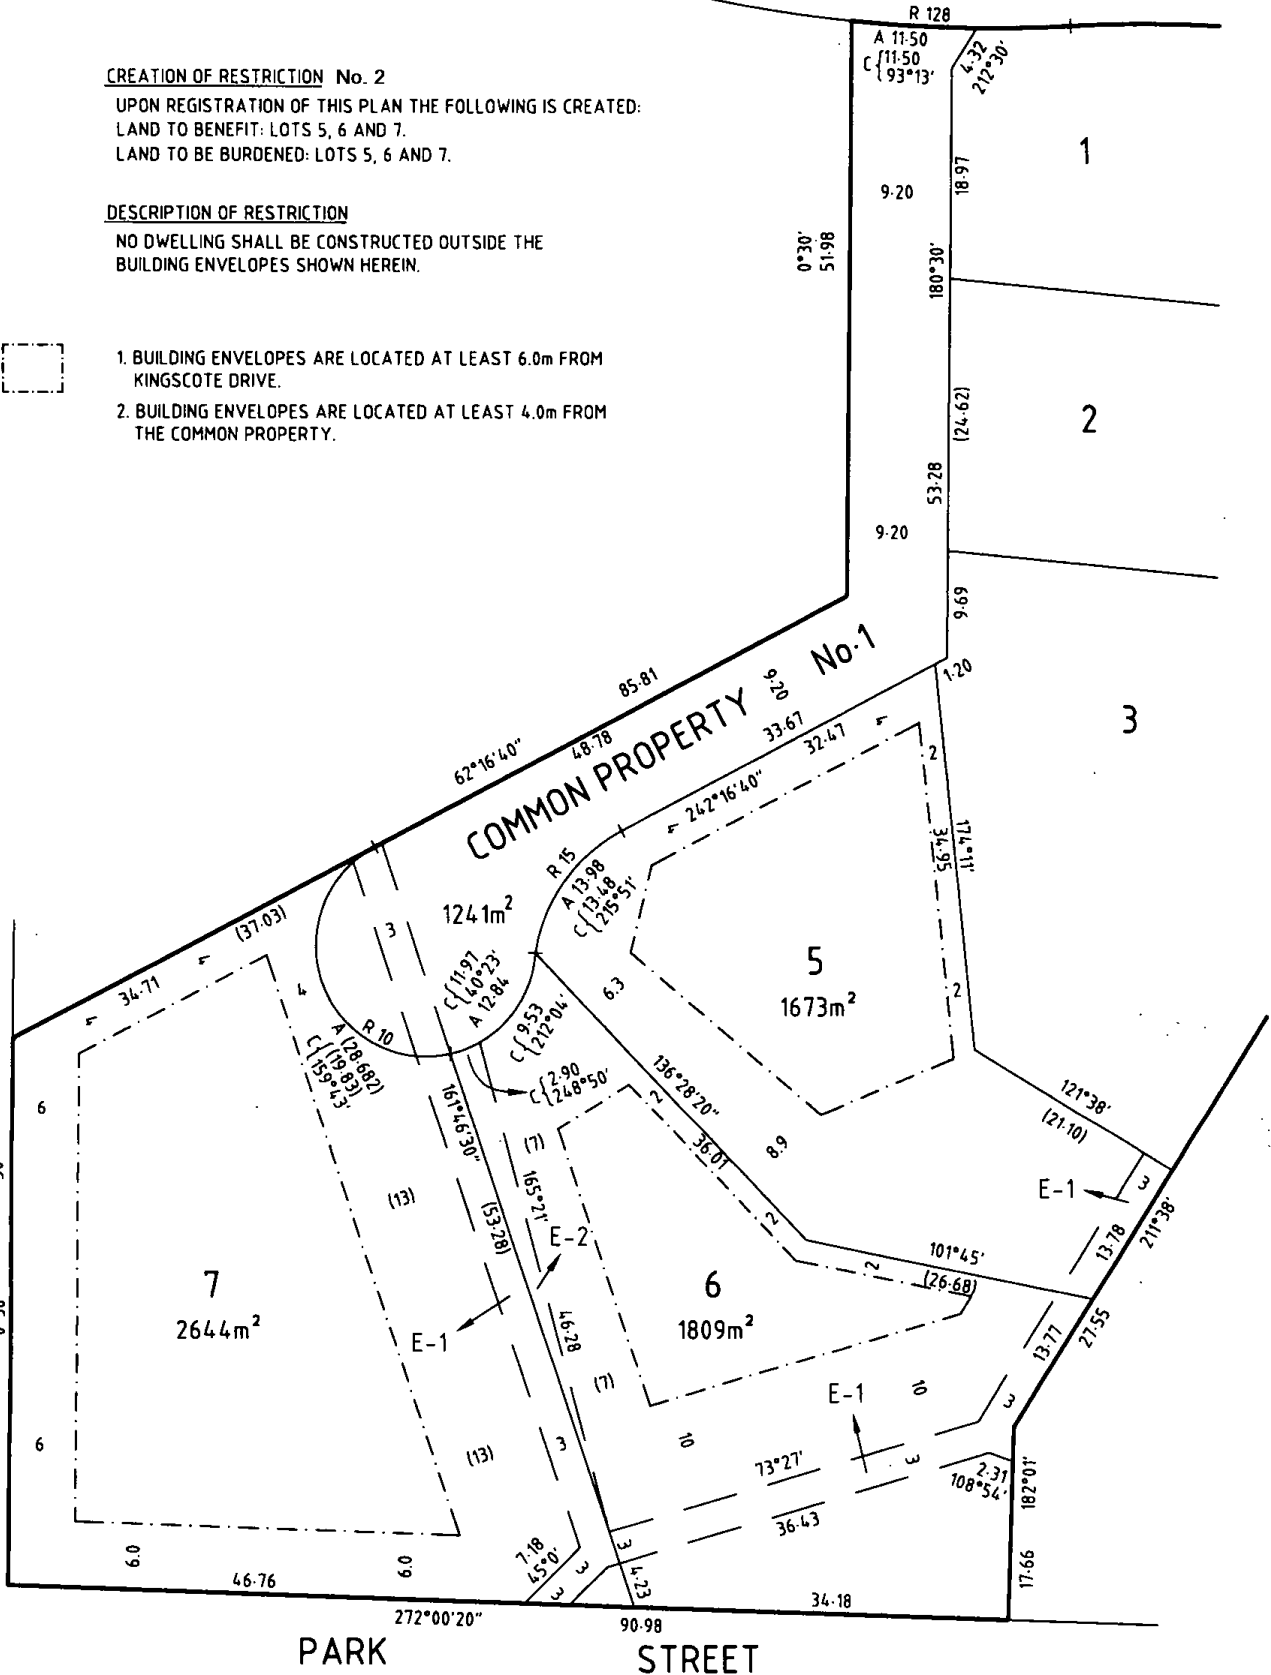 R 128
A 11·50
C{11·50
93°13'
4·32
212°30'
CREATION OF RESTRICTION No. 2
UPON REGISTRATION OF THIS PLAN THE FOLLOWING IS CREATED:
LAND TO BENEFIT: LOTS 5, 6 AND 7.
LAND TO BE BURDENED: LOTS 5, 6 AND 7.
DESCRIPTION OF RESTRICTION
NO DWELLING SHALL BE CONSTRUCTED OUTSIDE THE
BUILDING ENVELOPES SHOWN HEREIN.
1. BUILDING ENVELOPES ARE LOCATED AT LEAST 6.0m FROM
KINGSCOTE DRIVE.
2. BUILDING ENVELOPES ARE LOCATED AT LEAST 4.0m FROM
THE COMMON PROPERTY.
1
9·20
18·97
0°30'
51·98
180°30'
2
(24·62)
53·28
9·20
9·69
COMMON PROPERTY No·1
9·20
1·20
3
85·81
62°16'40"
48·78
33·67
32·47
4
242°16'40"
4
2
174°11'
34·95
2
R 15
A 13·98
C{13·48
215°51'
1241m²
3
(37·03)
4
34·71
4
4
C{11·97
40°23'
A 12·84
C{9·53
212°04'
C{2·90
248°50'
R 10
A (28·682)
C{(19·83)
159°43'
5
1673m²
6.3
136°28'20"
36·01
8.9
2
2
121°38'
(21·10)
E-1
3
13·78
211°38'
6
161°46'30"
(7)
165°21'
(13)
(53·28)
E-2
101°45'
(26·68)
2
7
2644m²
6
1809m²
E-1
46·28
13·77
27·55
(7)
E-1
10
3
10
6
(13)
3
73°27'
3
2·31
108°54'
182°01'
36·43
17·66
6.0
6.0
7·18
45°0'
3
3
3
4·23
46·76
34·18
272°00'20"
90·98
PARK STREET